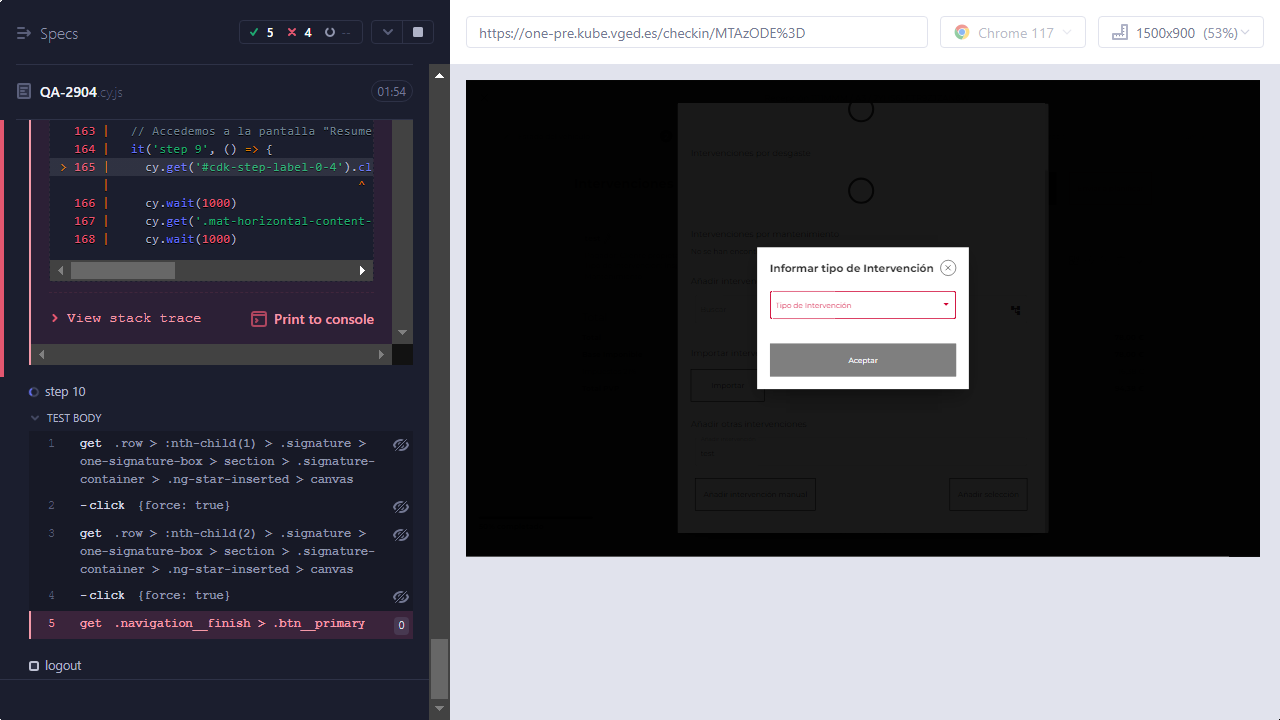 Specs
5
4
--
https://one-pre.kube.vged.es/checkin/MTAzODE%3D
Chrome 117
1500x900 (53%)
QA-2904.cy.js
01:54
163 | // Accedemos a la pantalla "Resume
164 | it('step 9', () => {
> 165 | cy.get('#cdk-step-label-0-4').cl
| ^
166 | cy.wait(1000)
167 | cy.get('.mat-horizontal-content-
168 | cy.wait(1000)
View stack trace
Print to console
step 10
TEST BODY
1 get .row > :nth-child(1) > .signature >
one-signature-box > section > .signature-
container > .ng-star-inserted > canvas
2 -click {force: true}
3 get .row > :nth-child(2) > .signature >
one-signature-box > section > .signature-
container > .ng-star-inserted > canvas
4 -click {force: true}
5 get .navigation__finish > .btn__primary
0
logout
Informar tipo de Intervención
Tipo de Intervención
Aceptar